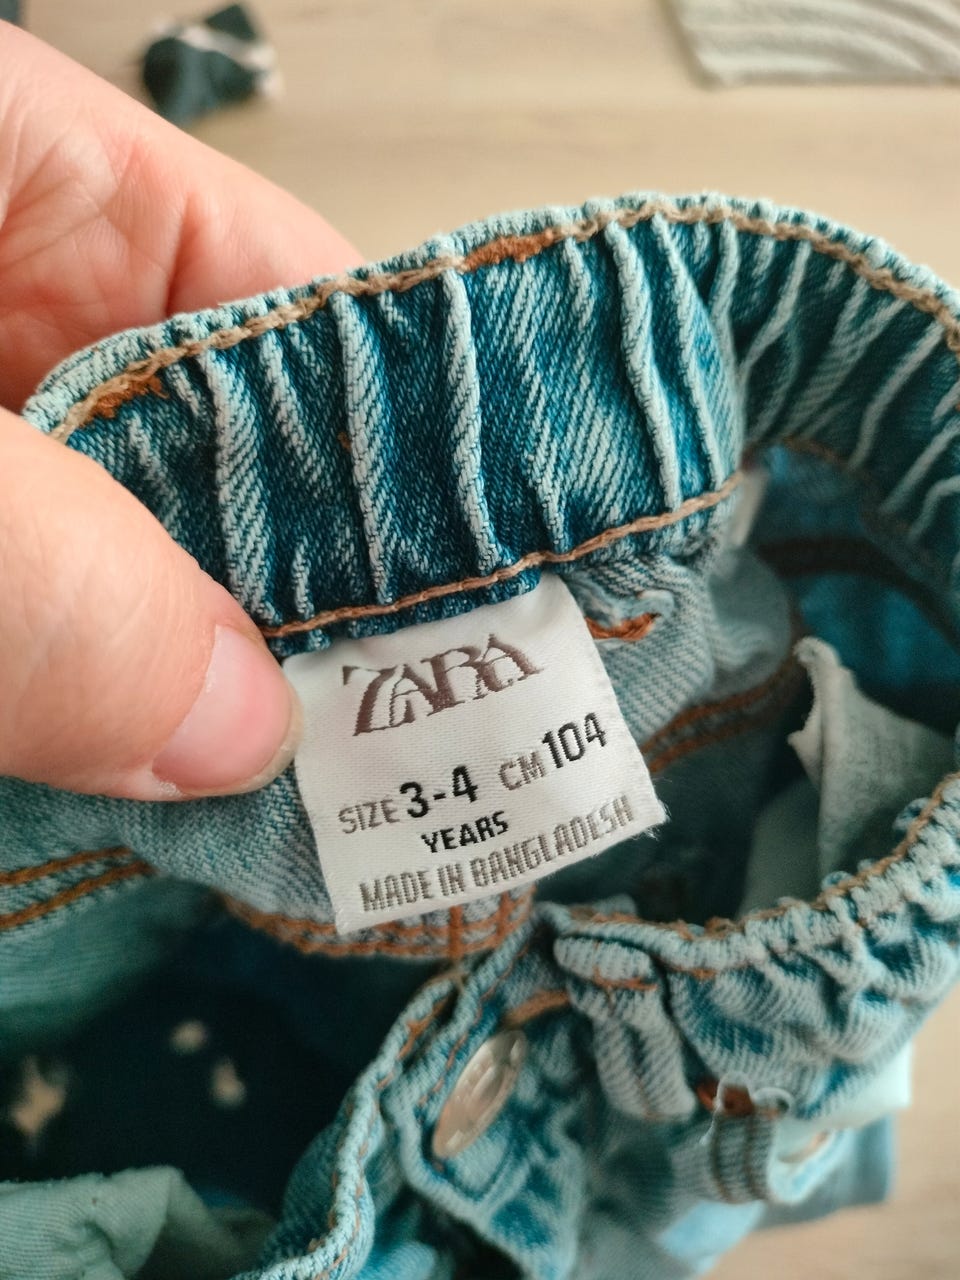 ZARA
SIZE 3-4 CM 104
YEARS
MADE IN BANGLADESH